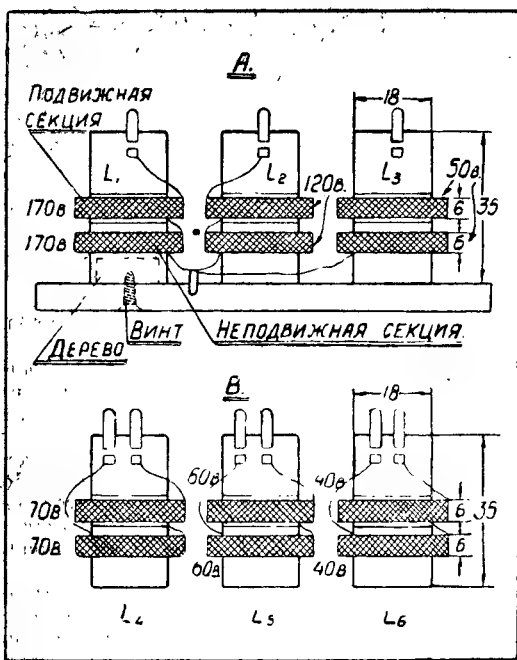 А.
Подвижная
секция
18
L₁
L₂
L₃
170в
120в.
50в.
6
35
170в
6
Дерево
Винт
Неподвижная секция
В.
18
60в
40в
70в
6
35
70в
60в
40в
6
L₄
L₅
L₆